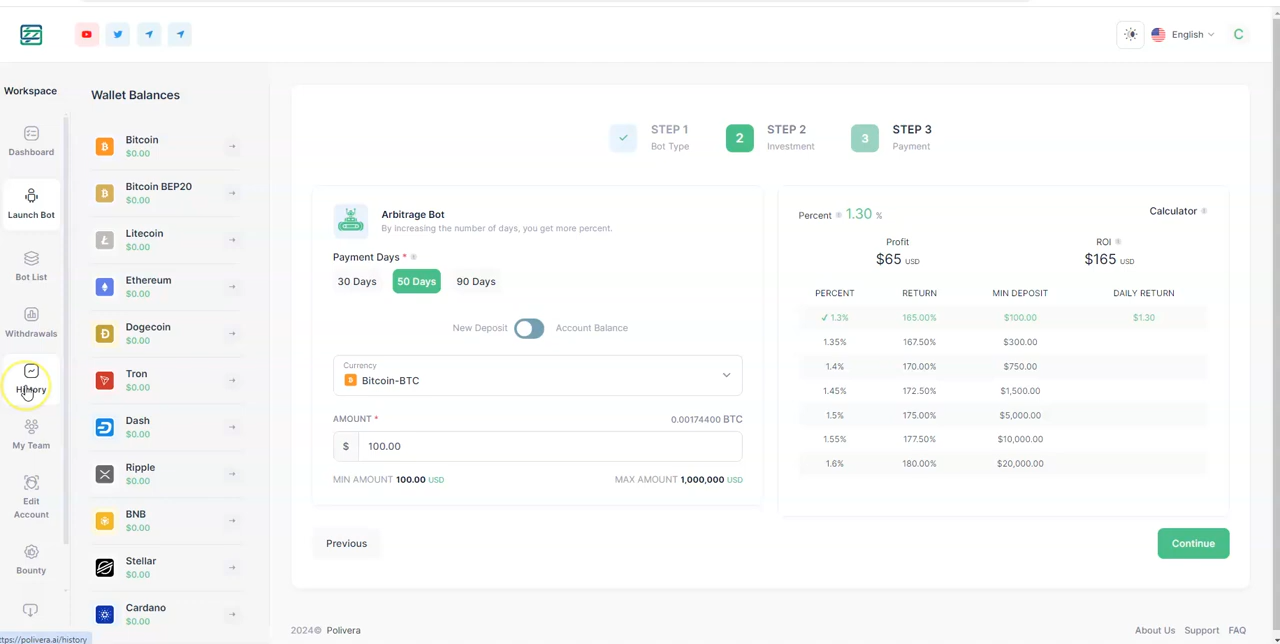 English
C
Workspace
Dashboard
Launch Bot
Bot List
Withdrawals
History
My Team
Edit
Account
Bounty
Wallet Balances
Bitcoin
$0.00
Bitcoin BEP20
$0.00
Litecoin
$0.00
Ethereum
$0.00
Dogecoin
$0.00
Tron
$0.00
Dash
$0.00
Ripple
$0.00
BNB
$0.00
Stellar
$0.00
Cardano
$0.00
STEP 1
Bot Type
2
STEP 2
Investment
3
STEP 3
Payment
Arbitrage Bot
By increasing the number of days, you get more percent.
Payment Days *
30 Days 50 Days 90 Days
New Deposit Account Balance
Currency
Bitcoin-BTC
AMOUNT * 0.00174400 BTC
$ 100.00
MIN AMOUNT 100.00 USD MAX AMOUNT 1,000,000 USD
Previous
Percent 1.30 % Calculator
Profit ROI
$65 USD $165 USD
PERCENT RETURN MIN DEPOSIT DAILY RETURN
✓ 1.3% 165.00% $100.00 $1.30
1.35% 167.50% $300.00
1.4% 170.00% $750.00
1.45% 172.50% $1,500.00
1.5% 175.00% $5,000.00
1.55% 177.50% $10,000.00
1.6% 180.00% $20,000.00
Continue
2024© Polivera About Us Support FAQ
ttps://polivera.ai/history